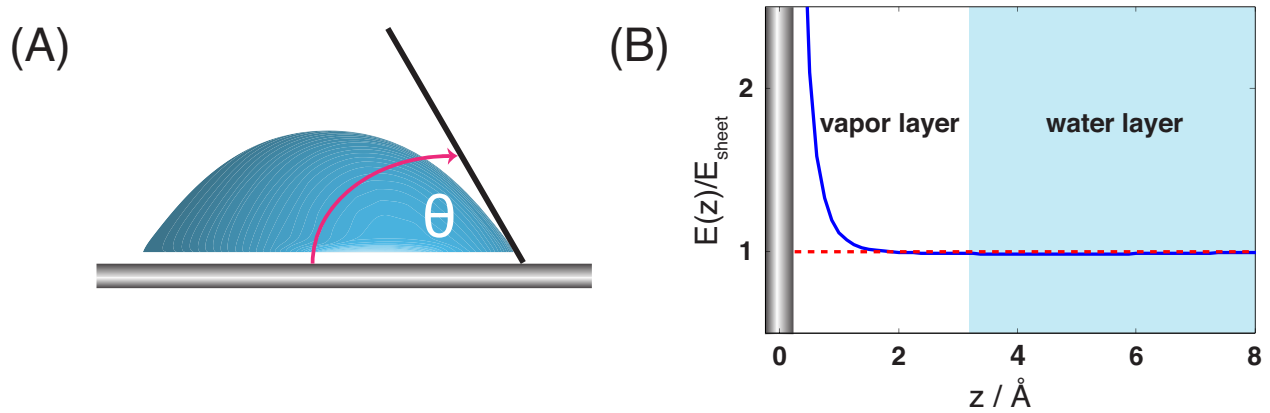 (A)
θ
(B)
E(z)/E_sheet
2
1
vapor layer
water layer
0
2
4
6
8
z / Å